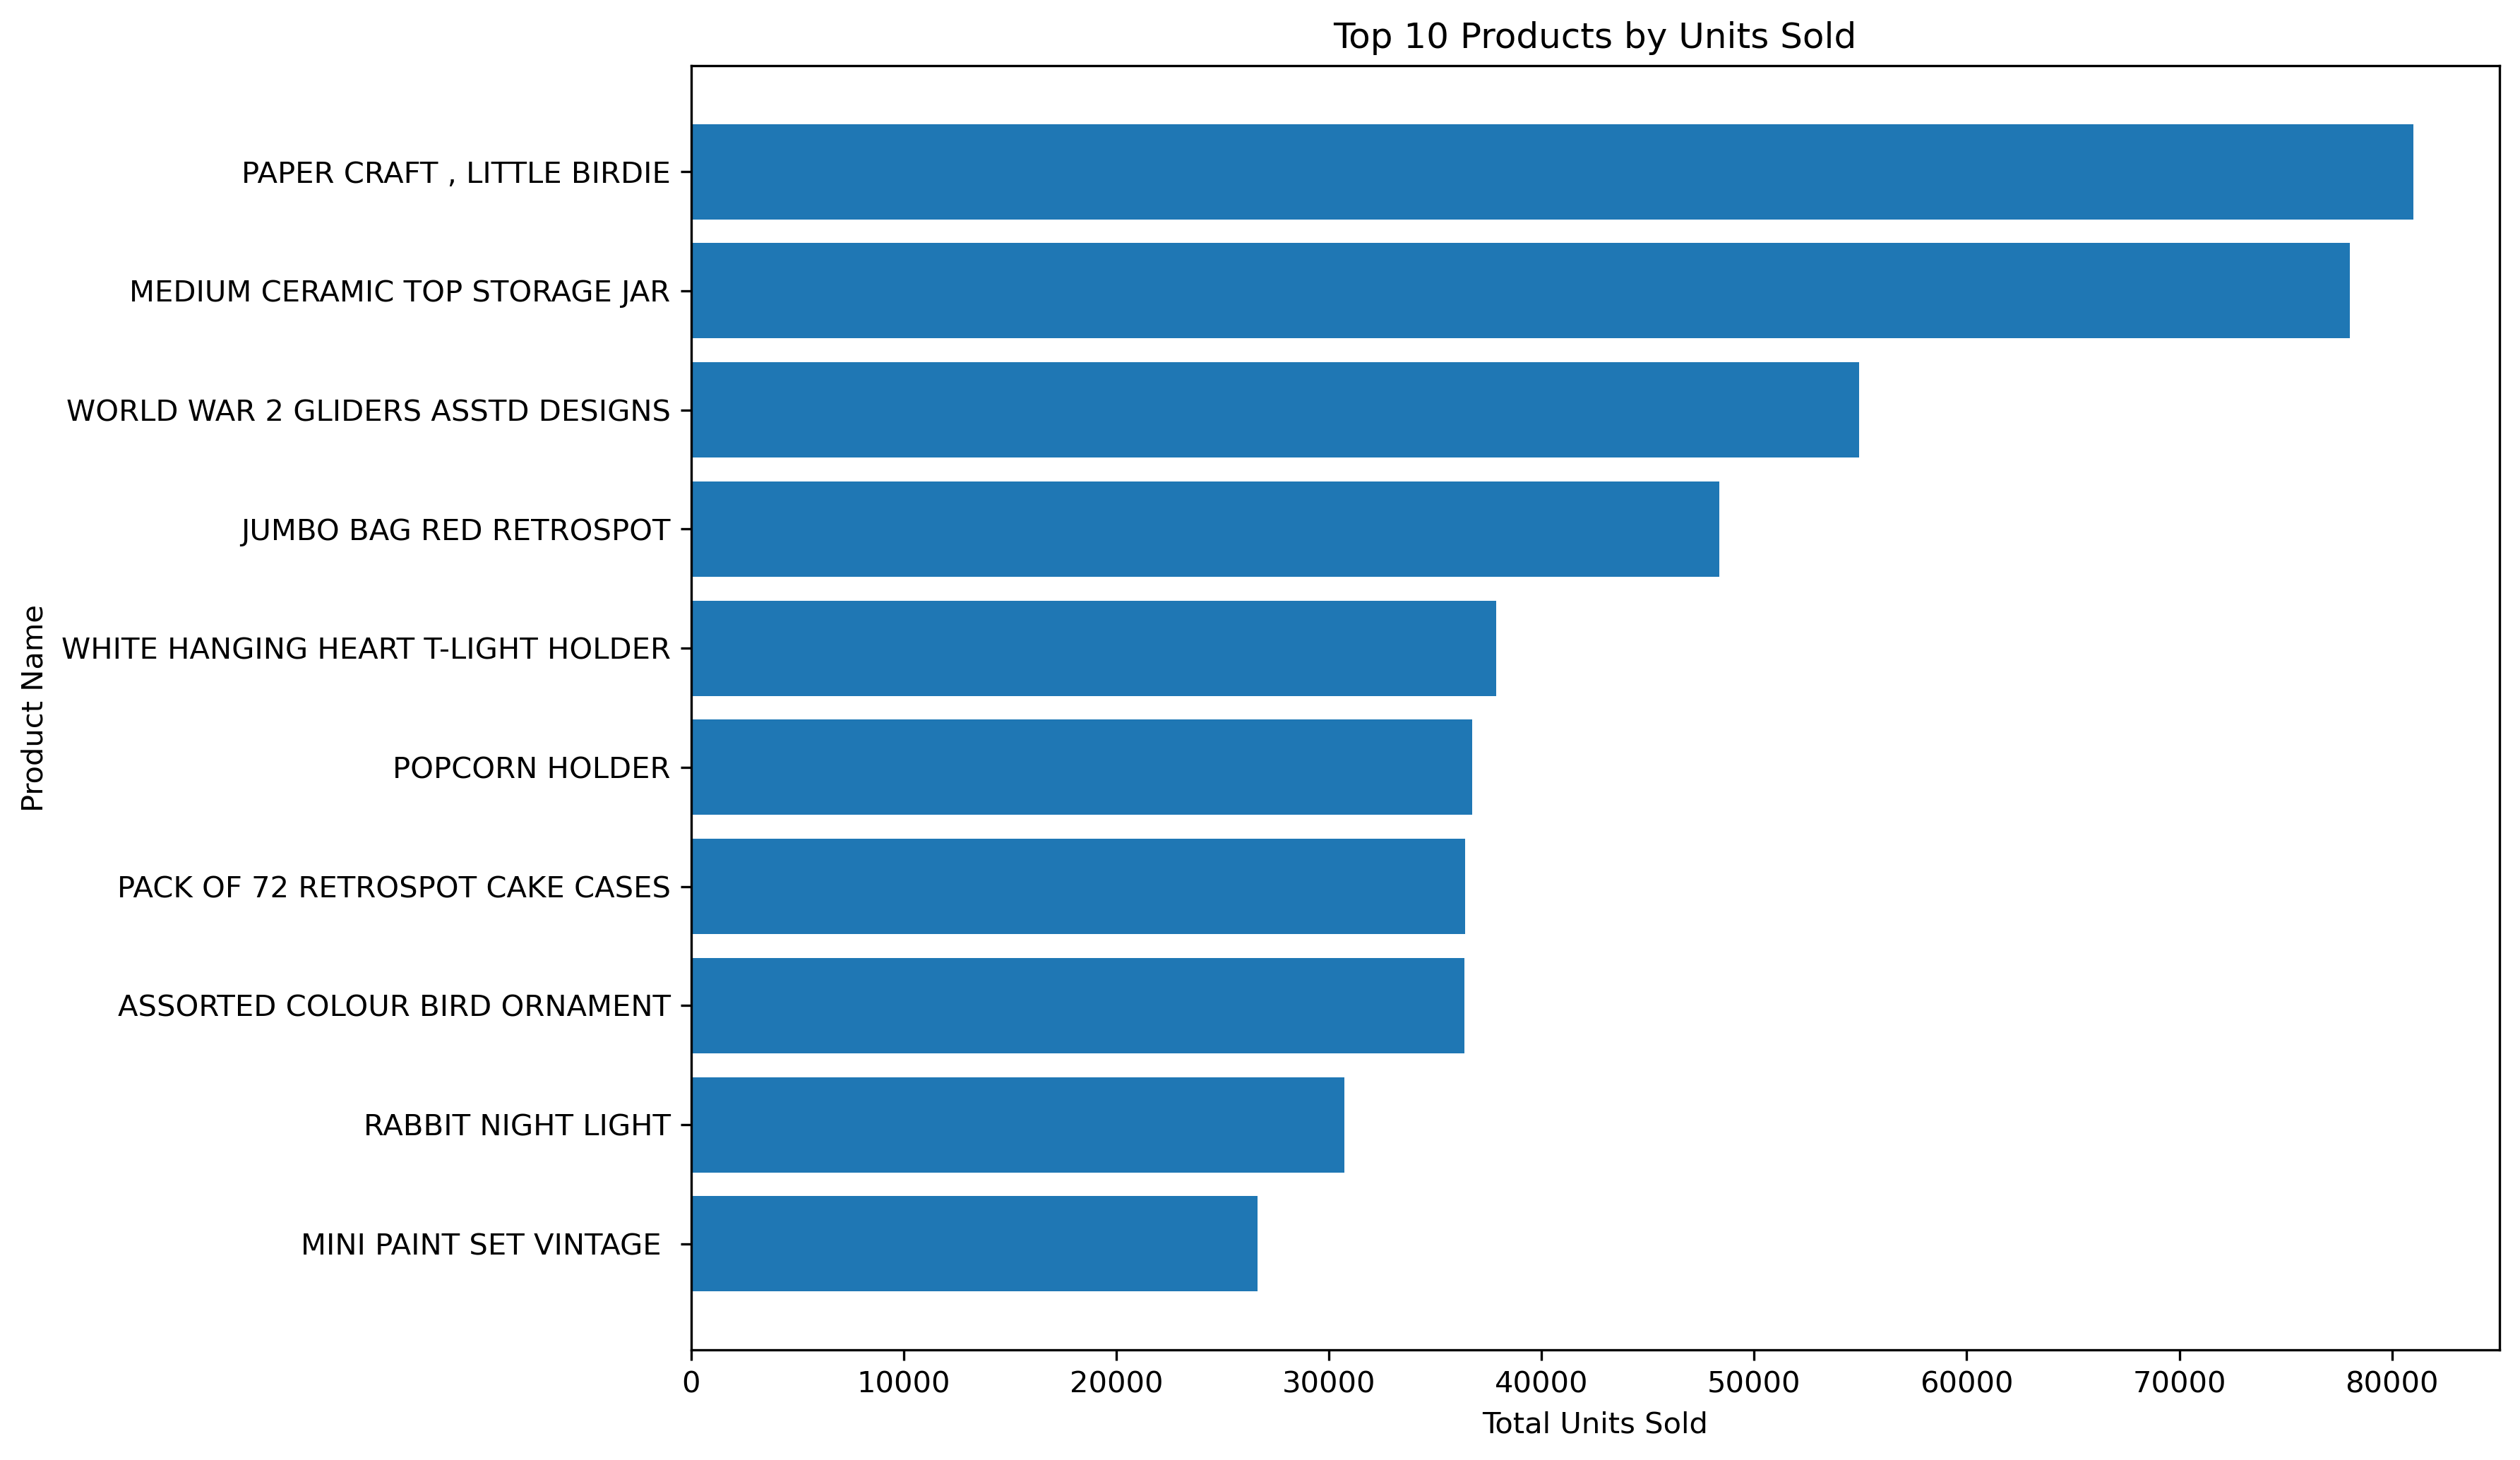 Top 10 Products by Units Sold
Product Name
PAPER CRAFT , LITTLE BIRDIE
MEDIUM CERAMIC TOP STORAGE JAR
WORLD WAR 2 GLIDERS ASSTD DESIGNS
JUMBO BAG RED RETROSPOT
WHITE HANGING HEART T-LIGHT HOLDER
POPCORN HOLDER
PACK OF 72 RETROSPOT CAKE CASES
ASSORTED COLOUR BIRD ORNAMENT
RABBIT NIGHT LIGHT
MINI PAINT SET VINTAGE
0 10000 20000 30000 40000 50000 60000 70000 80000
Total Units Sold